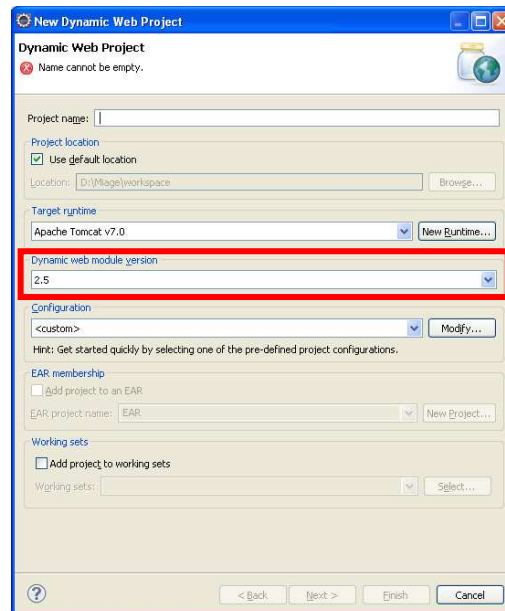 New Dynamic Web Project
Dynamic Web Project
Name cannot be empty.
Project name:
Project location
Use default location
Location: D:\Miage\workspace Browse...
Target runtime
Apache Tomcat v7.0 New Runtime...
Dynamic web module version
2.5
Configuration
<custom> Modify...
Hint: Get started quickly by selecting one of the pre-defined project configurations.
EAR membership
Add project to an EAR
EAR project name: EAR New Project...
Working sets
Add project to working sets
Working sets: Select...
? < Back Next > Finish Cancel